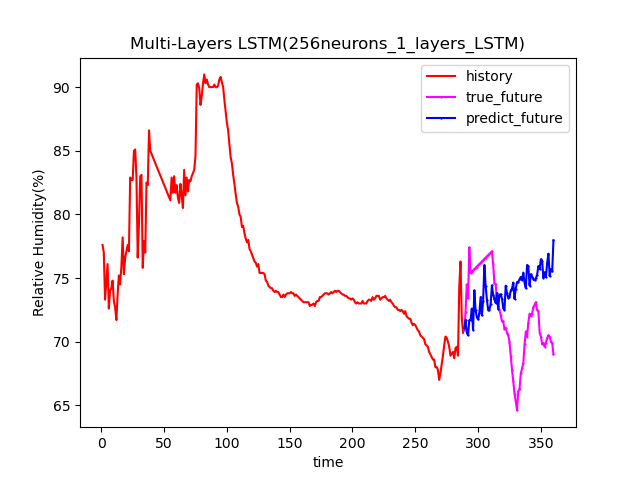 Multi-Layers LSTM(256neurons_1_layers_LSTM)
history
true_future
predict_future
Relative Humidity(%)
90
85
80
75
70
65
0 50 100 150 200 250 300 350
time